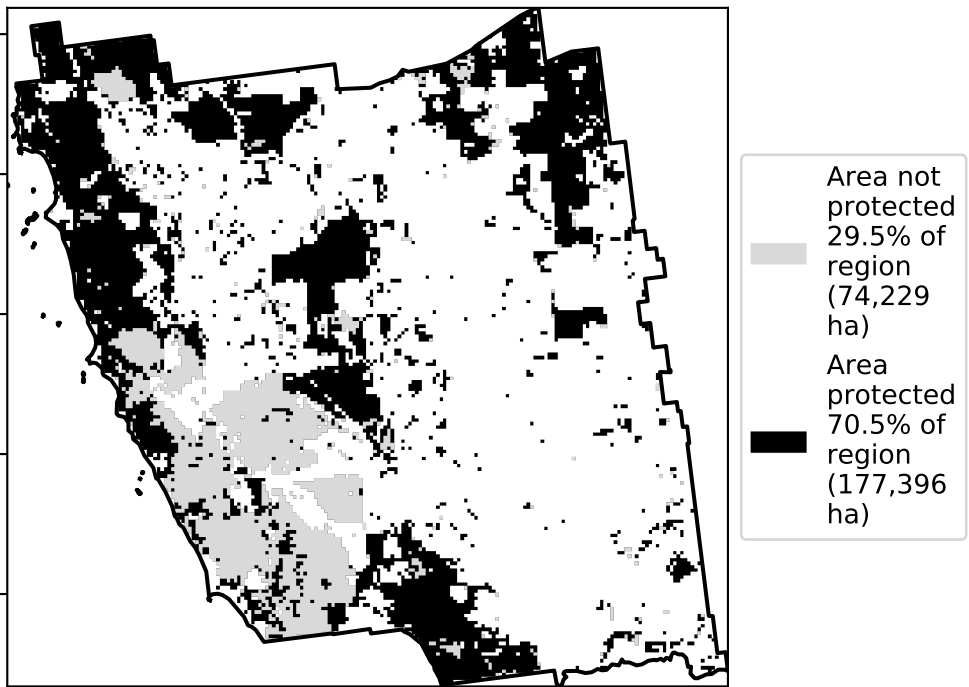 Area not
protected
29.5% of
region
(74,229
ha)
Area
protected
70.5% of
region
(177,396
ha)